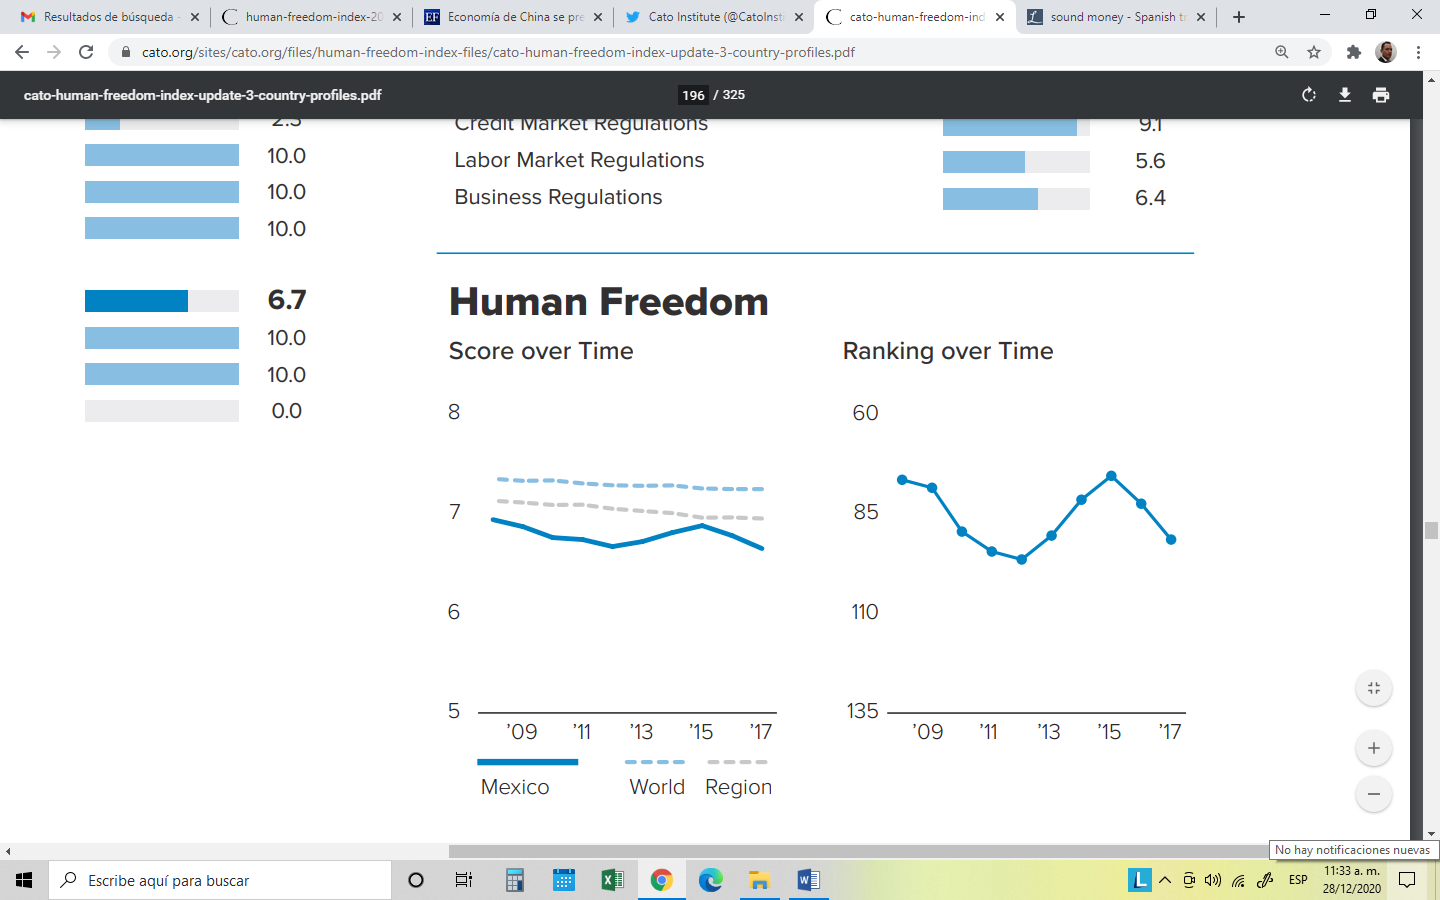 Resultados de búsqueda -
human-freedom-index-20
EF
Economía de China se pre
Cato Institute (@CatoInsti
cato-human-freedom-ind
sound money - Spanish tr
cato.org/sites/cato.org/files/human-freedom-index-files/cato-human-freedom-index-update-3-country-profiles.pdf
cato-human-freedom-index-update-3-country-profiles.pdf
196 / 325
2.3
Credit Market Regulations 9.1
10.0
Labor Market Regulations 5.6
10.0
Business Regulations 6.4
10.0
6.7
10.0
10.0
0.0
Human Freedom
Score over Time
8
7
6
5
'09 '11 '13 '15 '17
Mexico World Region
Ranking over Time
60
85
110
135
'09 '11 '13 '15 '17
No hay notificaciones nuevas
Escribe aquí para buscar
L
ESP
11:33 a. m.
28/12/2020